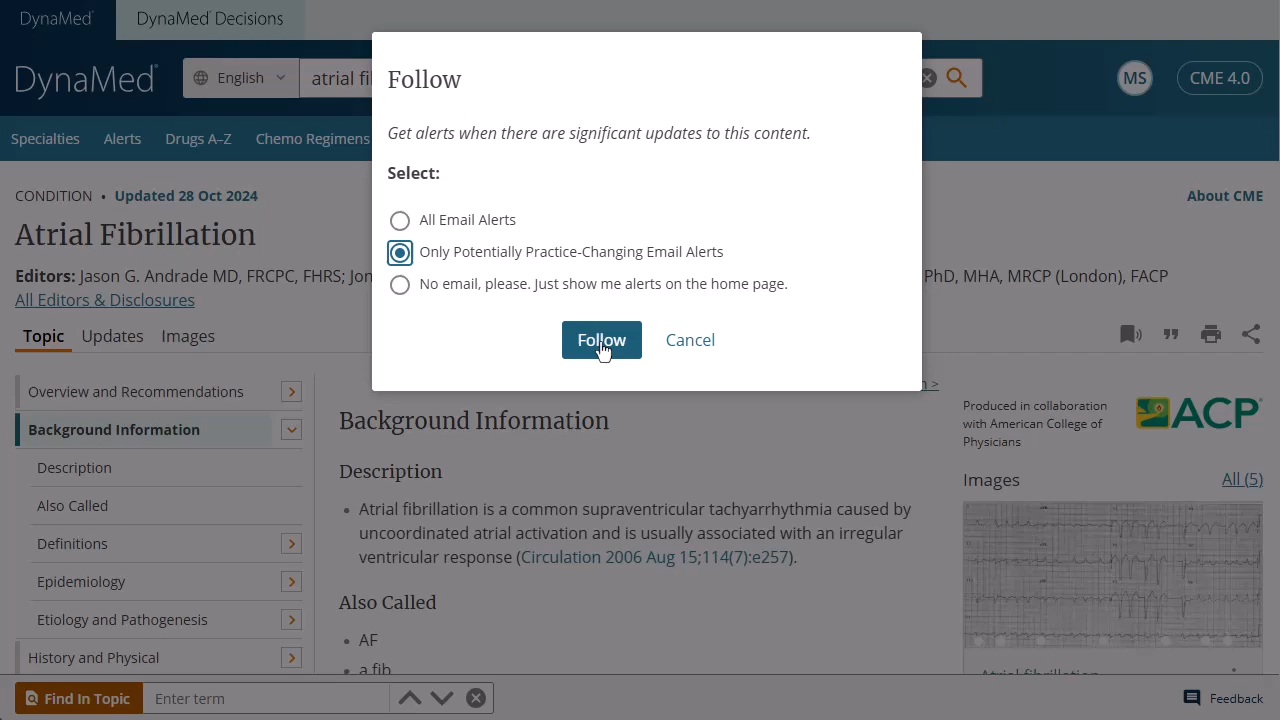 DynaMed
DynaMed Decisions
DynaMed
English
atrial fi
MS
CME 4.0
Specialties
Alerts
Drugs A–Z
Chemo Regimens
Follow
Get alerts when there are significant updates to this content.
Select:
All Email Alerts
Only Potentially Practice-Changing Email Alerts
No email, please. Just show me alerts on the home page.
Follow
Cancel
CONDITION • Updated 28 Oct 2024
About CME
Atrial Fibrillation
Editors: Jason G. Andrade MD, FRCPC, FHRS; Jon
PhD, MHA, MRCP (London), FACP
All Editors & Disclosures
Topic
Updates
Images
Overview and Recommendations
Background Information
Description
Also Called
Definitions
Epidemiology
Etiology and Pathogenesis
History and Physical
>
Background Information
Description
• Atrial fibrillation is a common supraventricular tachyarrhythmia caused by
uncoordinated atrial activation and is usually associated with an irregular
ventricular response (Circulation 2006 Aug 15;114(7):e257).
Also Called
• AF
• a.fib
Produced in collaboration
with American College of
Physicians
ACP
Images
All (5)
Atrial fibrillation
Find In Topic
Enter term
Feedback